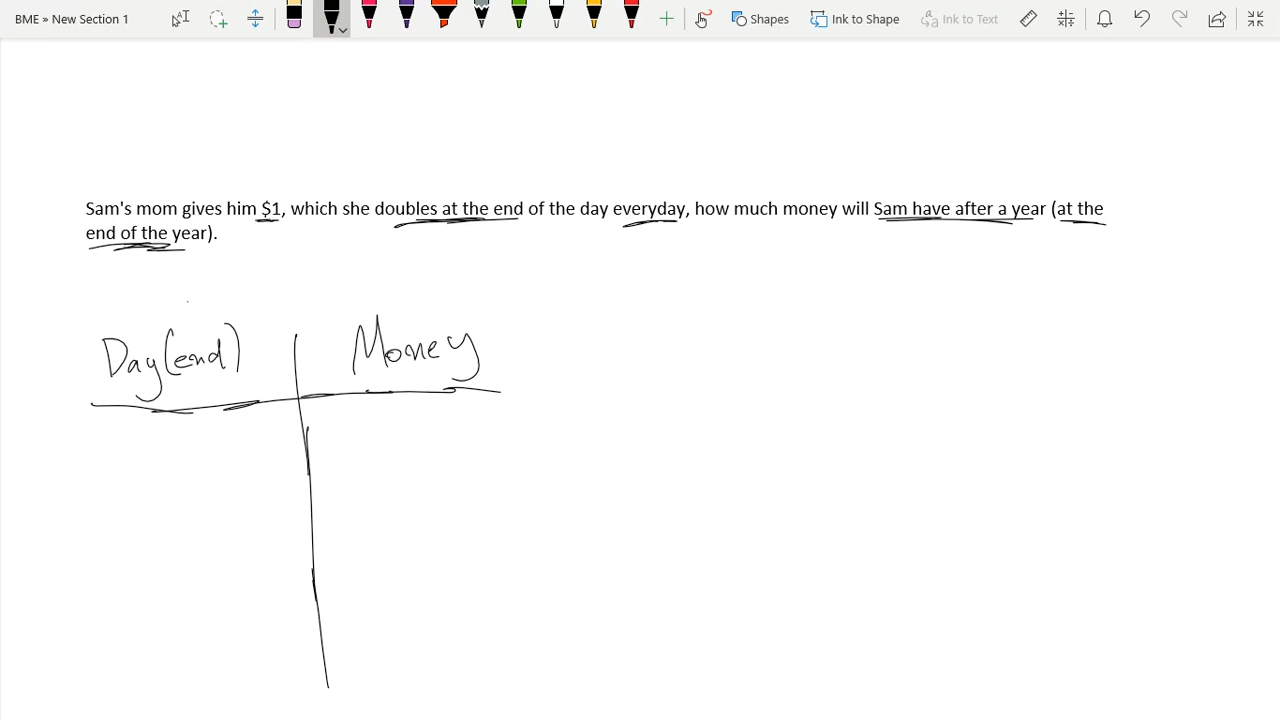 BME » New Section 1
Shapes
Ink to Shape
Ink to Text
Sam's mom gives him $1, which she doubles at the end of the day everyday, how much money will Sam have after a year (at the
end of the year).
Day(end)
Money